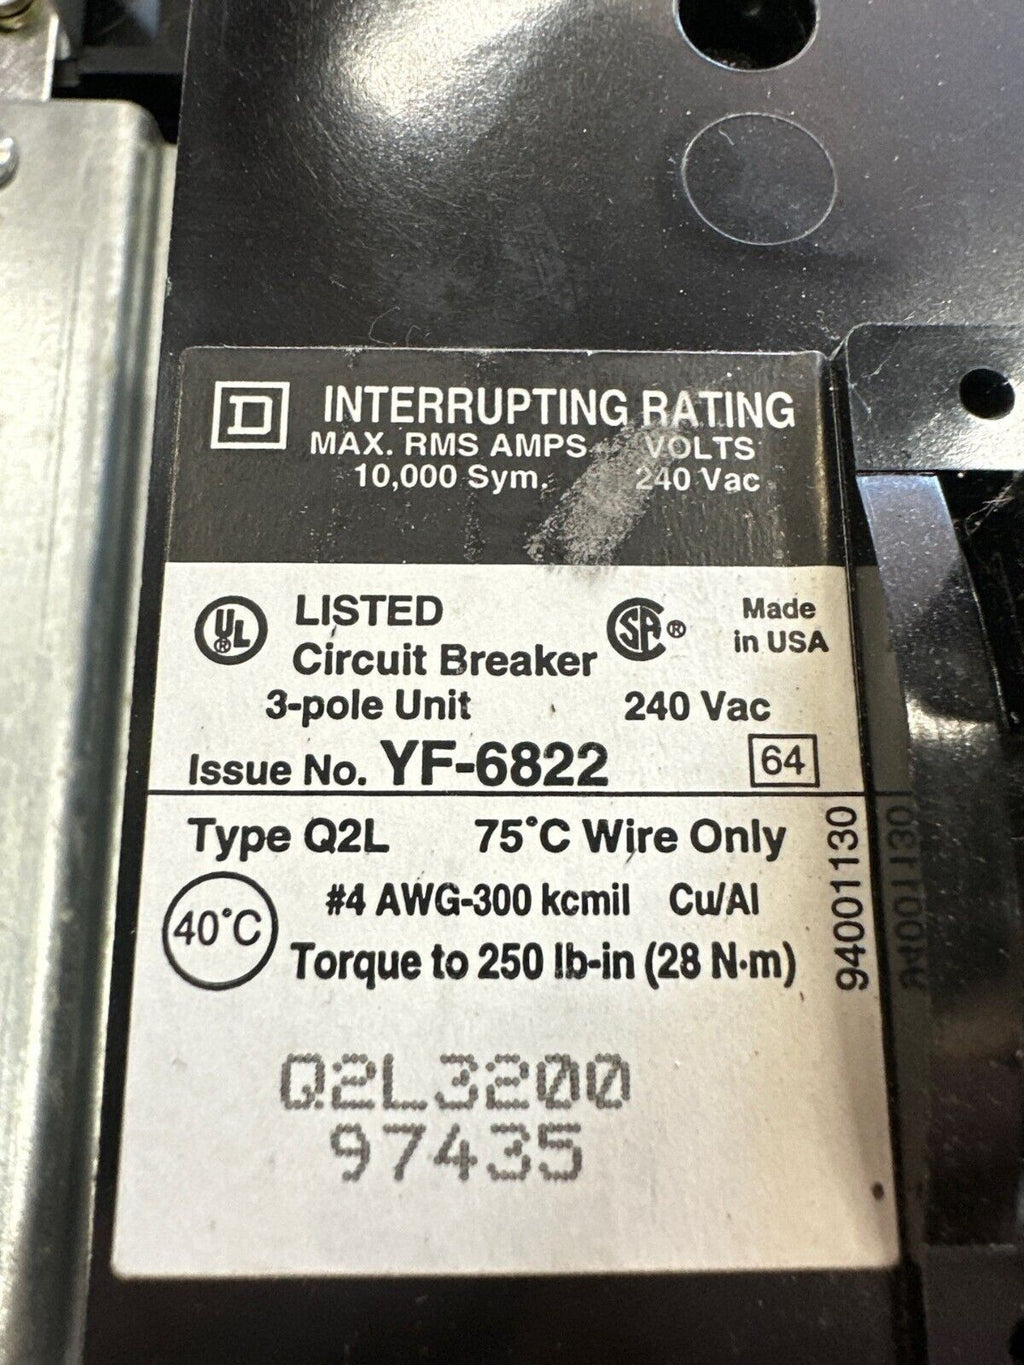 D INTERRUPTING RATING
MAX. RMS AMPS VOLTS
10,000 Sym. 240 Vac
UL® LISTED SA® Made
Circuit Breaker in USA
3-pole Unit 240 Vac
Issue No. YF-6822 64
Type Q2L 75°C Wire Only
40°C #4 AWG-300 kcmil Cu/Al
Torque to 250 lb-in (28 N·m)
94001130
Q2L3200
97435